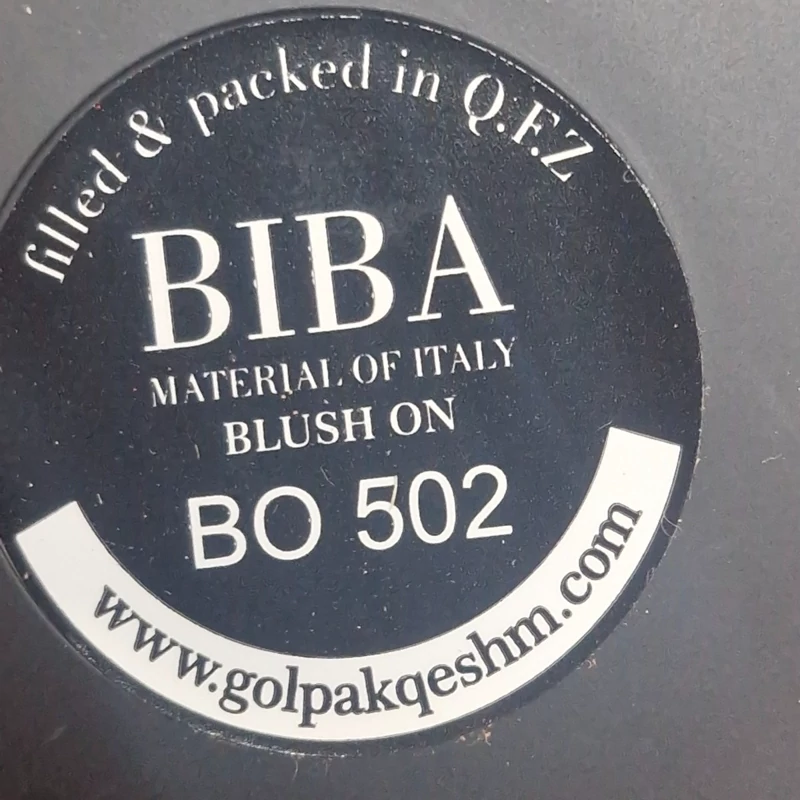 filled & packed in Q.F.Z
BIBA
MATERIAL OF ITALY
BLUSH ON
BO 502
www.golpakqeshm.com